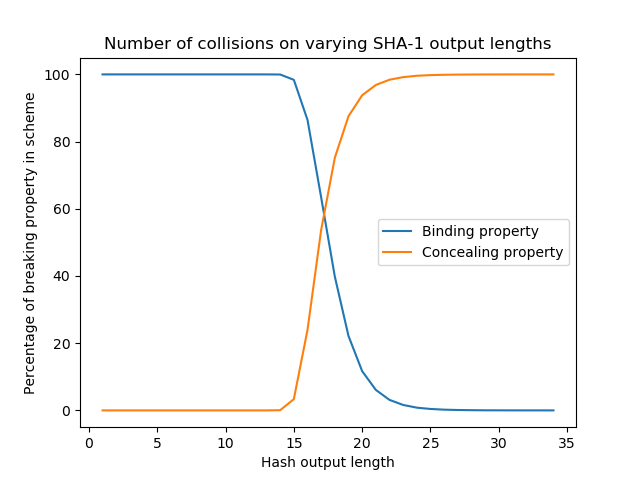 Number of collisions on varying SHA-1 output lengths
Percentage of breaking property in scheme
100
80
60
40
20
0
Binding property
Concealing property
0 5 10 15 20 25 30 35
Hash output length